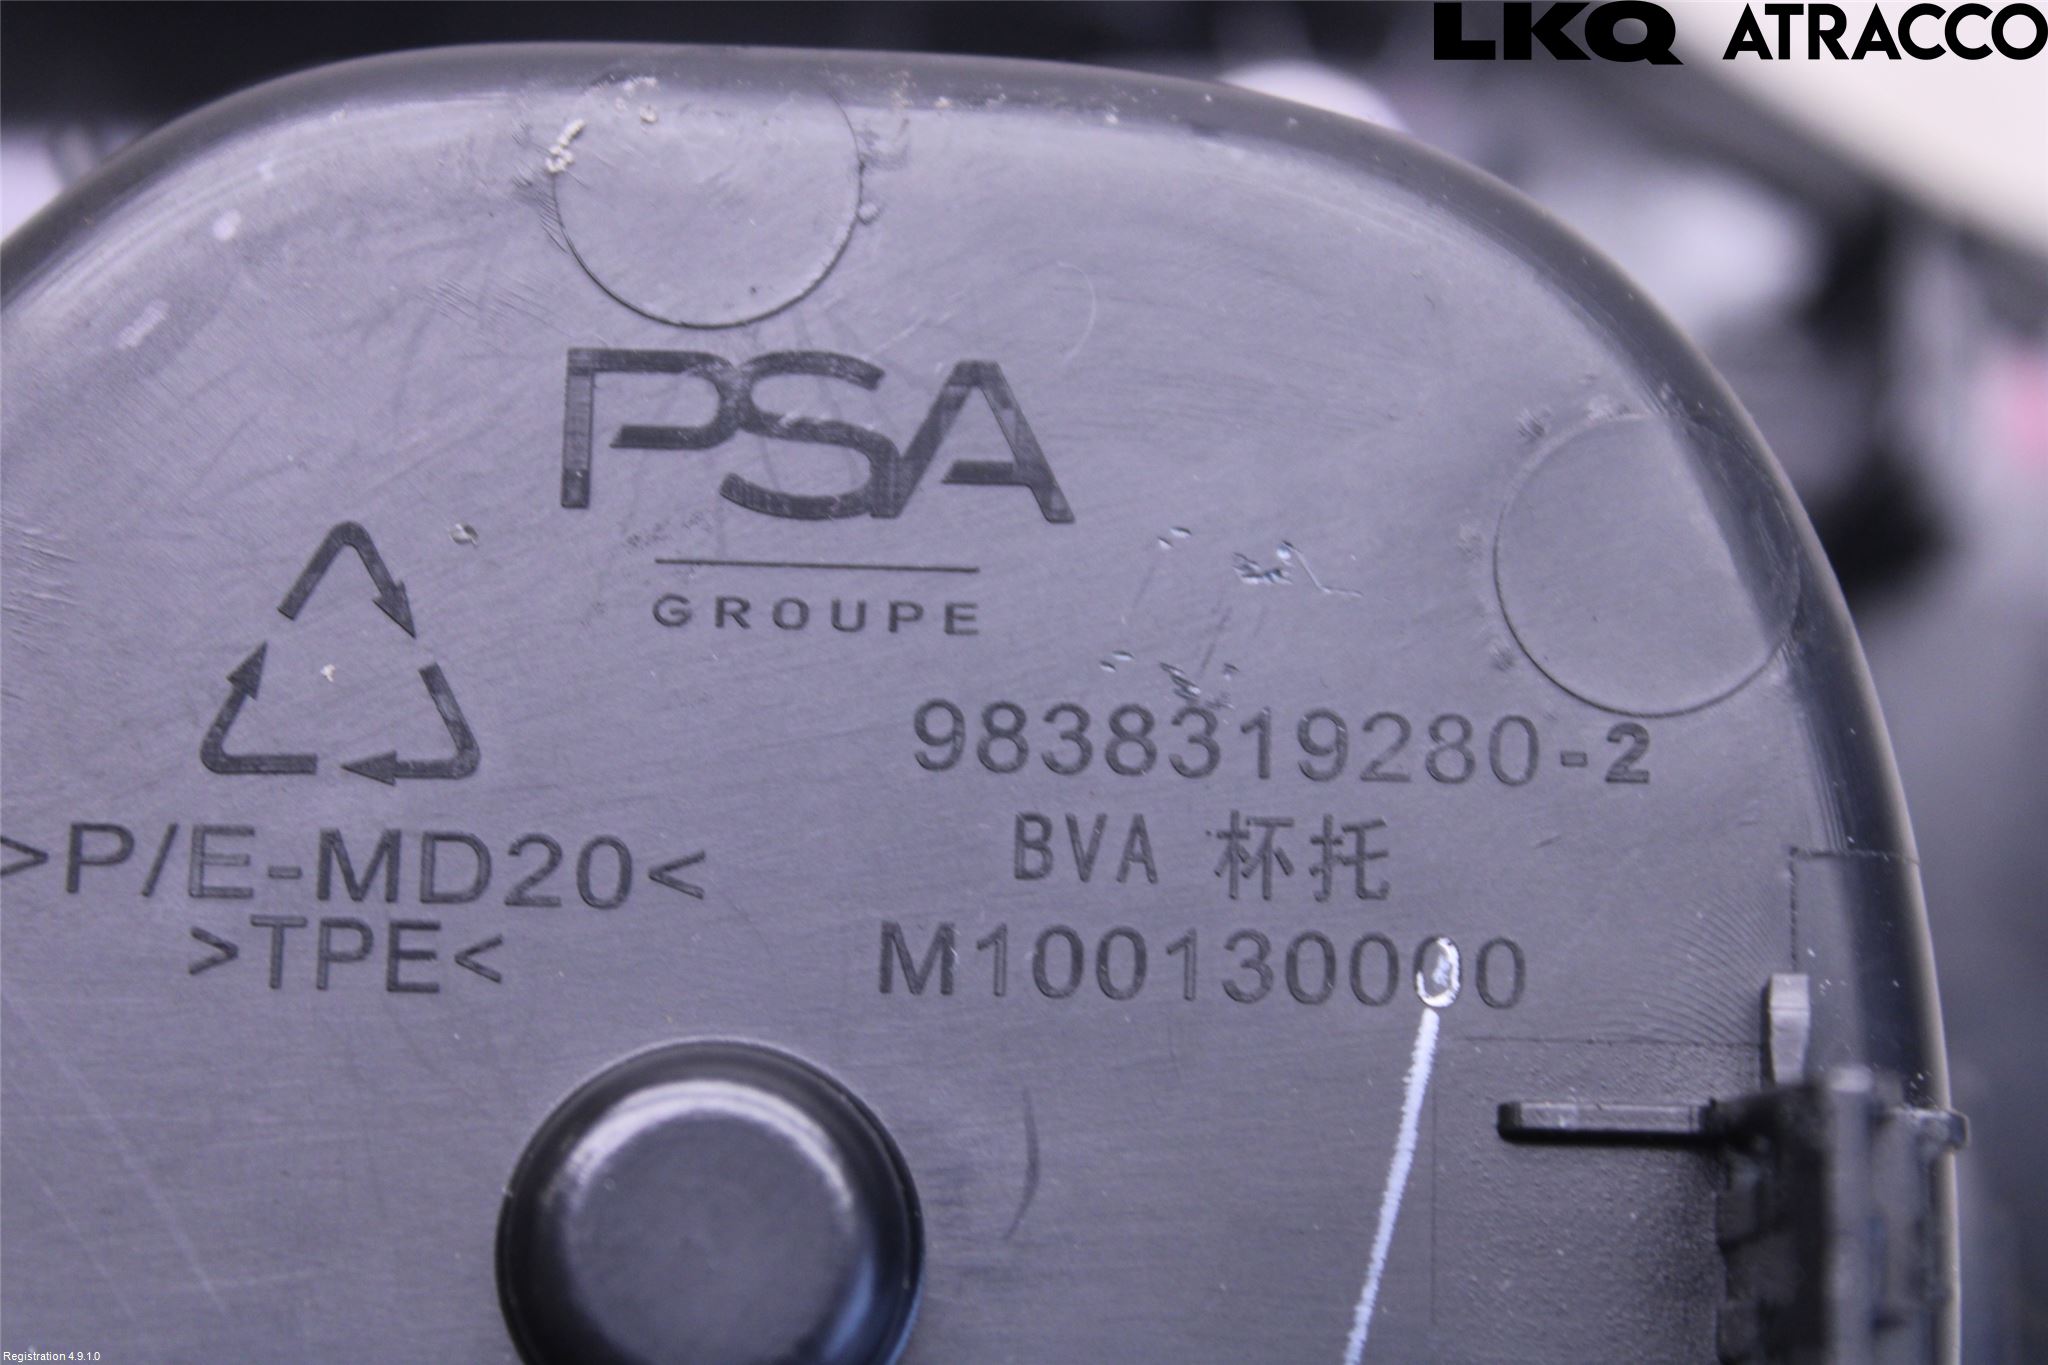 LKQ ATRACCO
PSA
GROUPE
9838319280-2
BVA 杯托
M100130000
>P/E-MD20<
>TPE<
Registration 4.9.1.0